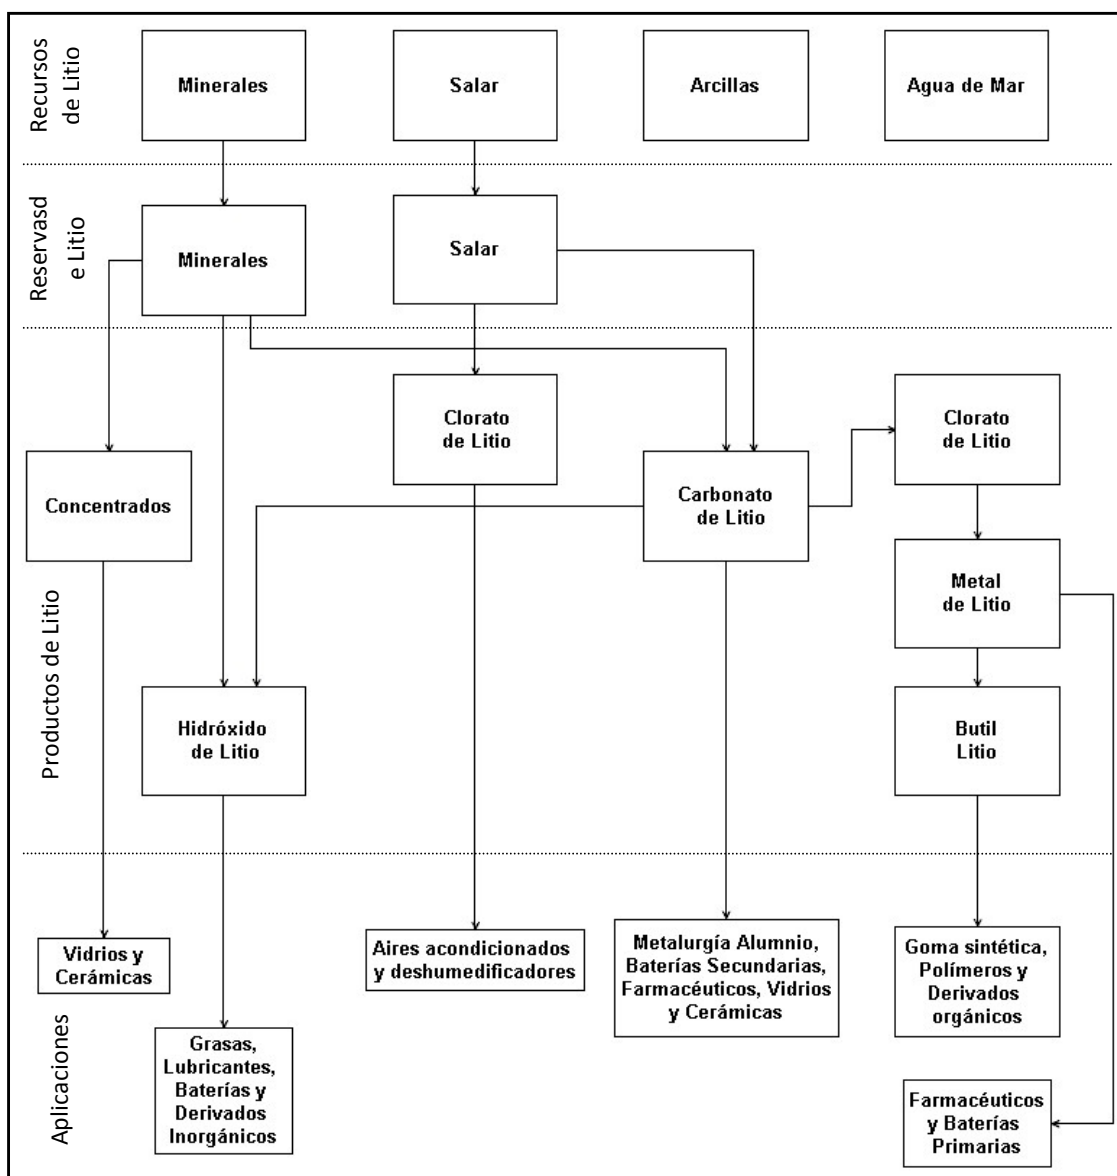 Recursos
de Litio
Minerales
Salar
Arcillas
Agua de Mar
Reservasd
e Litio
Minerales
Salar
Productos de Litio
Clorato
de Litio
Clorato
de Litio
Concentrados
Carbonato
de Litio
Metal
de Litio
Hidróxido
de Litio
Butil
Litio
Aplicaciones
Vidrios y
Cerámicas
Aires acondicionados
y deshumedificadores
Metalurgía Alumnio,
Baterías Secundarias,
Farmacéuticos, Vidrios
y Cerámicas
Goma sintética,
Polímeros y
Derivados
orgánicos
Grasas,
Lubricantes,
Baterías y
Derivados
Inorgánicos
Farmacéuticos
y Baterías
Primarias